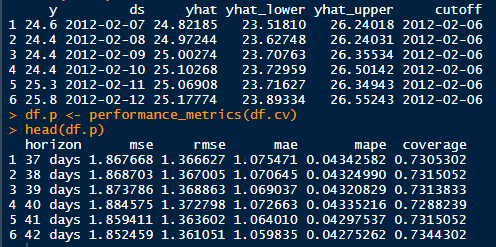 y ds yhat yhat_lower yhat_upper cutoff
1 24.6 2012-02-07 24.82185 23.51810 26.24018 2012-02-06
2 24.4 2012-02-08 24.97244 23.62748 26.24031 2012-02-06
3 24.4 2012-02-09 25.00274 23.70763 26.35534 2012-02-06
4 24.4 2012-02-10 25.10268 23.72959 26.50142 2012-02-06
5 25.3 2012-02-11 25.06908 23.71627 26.34943 2012-02-06
6 25.8 2012-02-12 25.17774 23.89334 26.55243 2012-02-06
> df.p <- performance_metrics(df.cv)
> head(df.p)
horizon mse rmse mae mape coverage
1 37 days 1.867668 1.366627 1.075471 0.04342582 0.7305302
2 38 days 1.868703 1.367005 1.070645 0.04324990 0.7315052
3 39 days 1.873786 1.368863 1.069037 0.04320829 0.7313833
4 40 days 1.884575 1.372798 1.072663 0.04335216 0.7288239
5 41 days 1.859411 1.363602 1.064010 0.04297537 0.7315052
6 42 days 1.852459 1.361051 1.059835 0.04275262 0.7344302